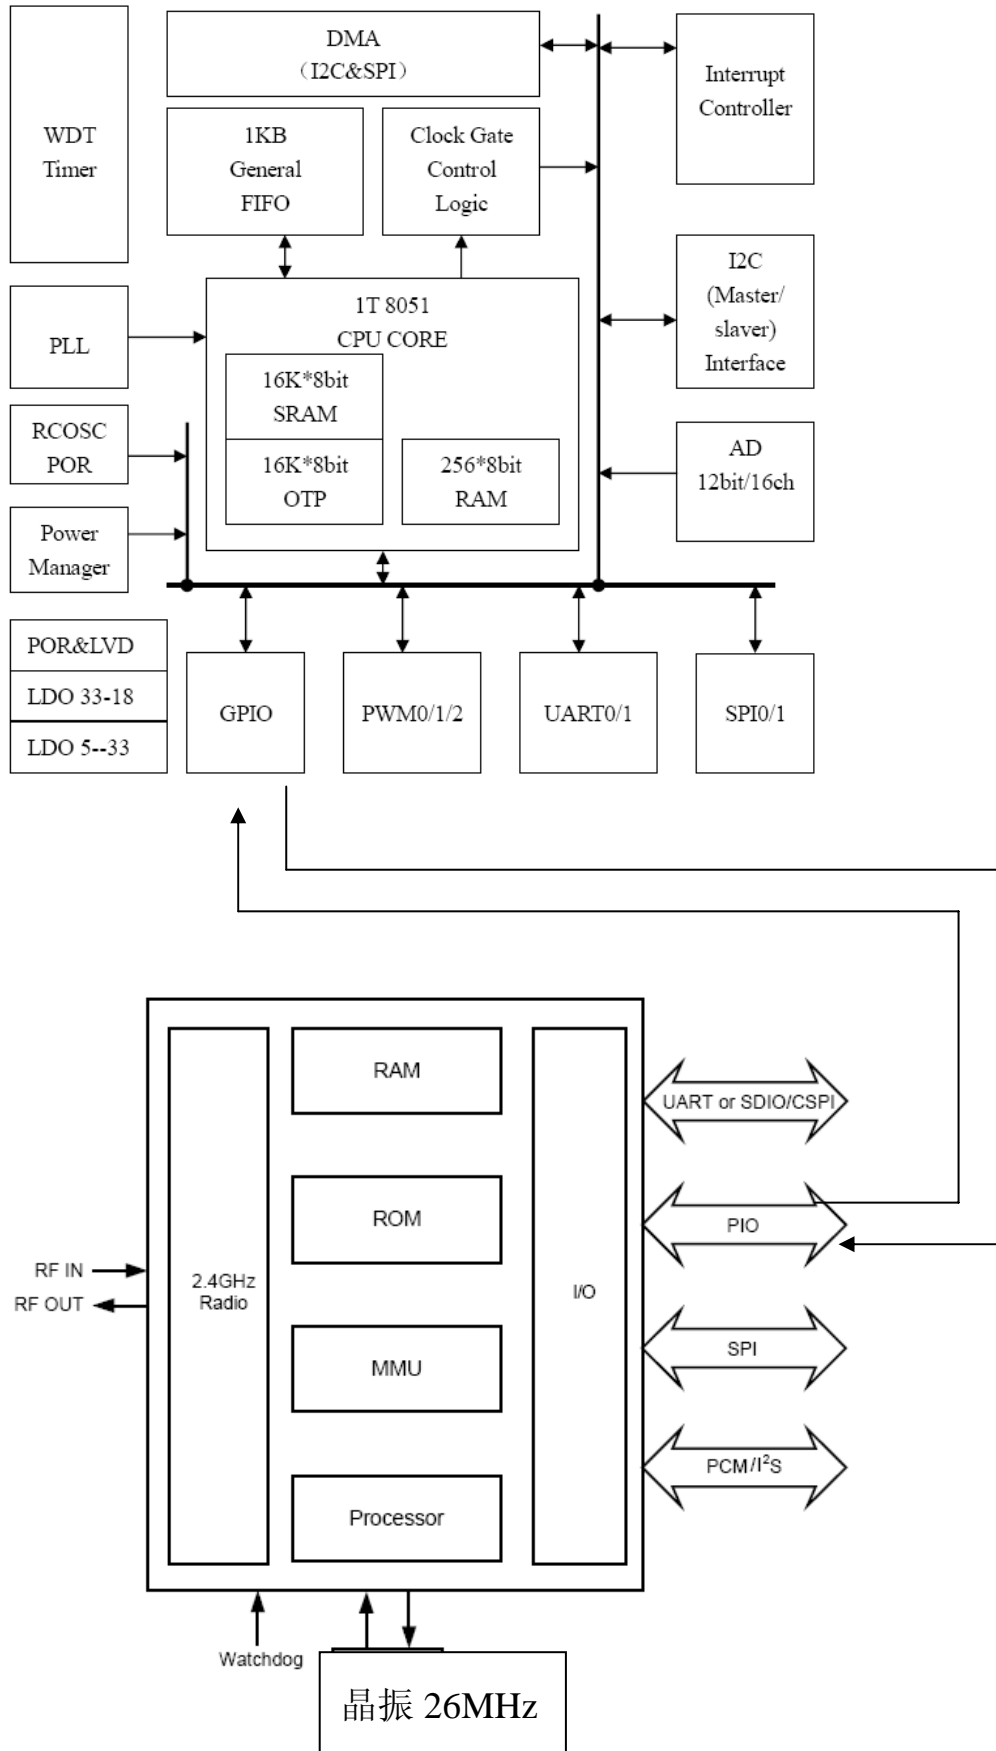 DMA
（I2C&SPI）
Interrupt
Controller
WDT
Timer
1KB
General
FIFO
Clock Gate
Control
Logic
I2C
(Master/
slaver)
Interface
1T 8051
CPU CORE
PLL
16K*8bit
SRAM
RCOSC
POR
16K*8bit
OTP
256*8bit
RAM
AD
12bit/16ch
Power
Manager
POR&LVD
LDO 33-18
LDO 5--33
GPIO
PWM0/1/2
UART0/1
SPI0/1
RAM
UART or SDIO/CSPI
ROM
PIO
RF IN
RF OUT
2.4GHz
Radio
I/O
MMU
SPI
PCM/I²S
Processor
Watchdog
晶振 26MHz